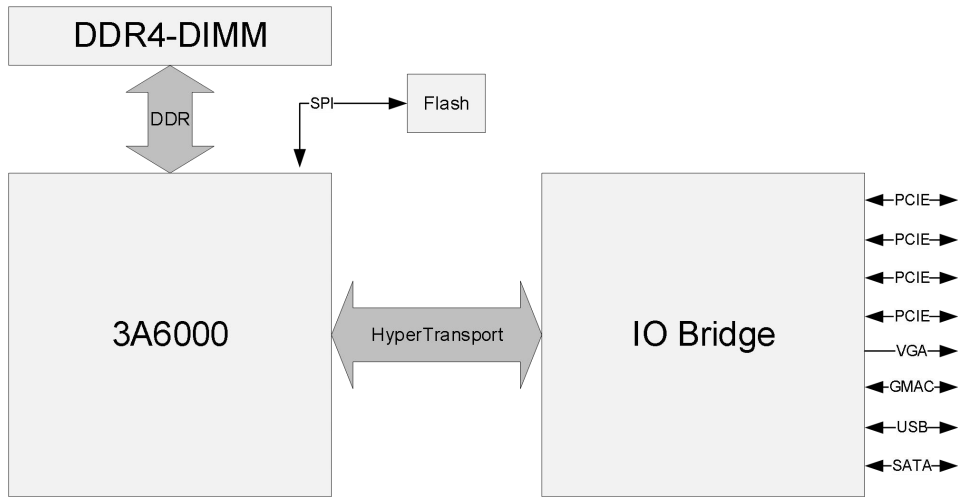 DDR4-DIMM
DDR
SPI
Flash
3A6000
HyperTransport
IO Bridge
PCIE
PCIE
PCIE
PCIE
VGA
GMAC
USB
SATA